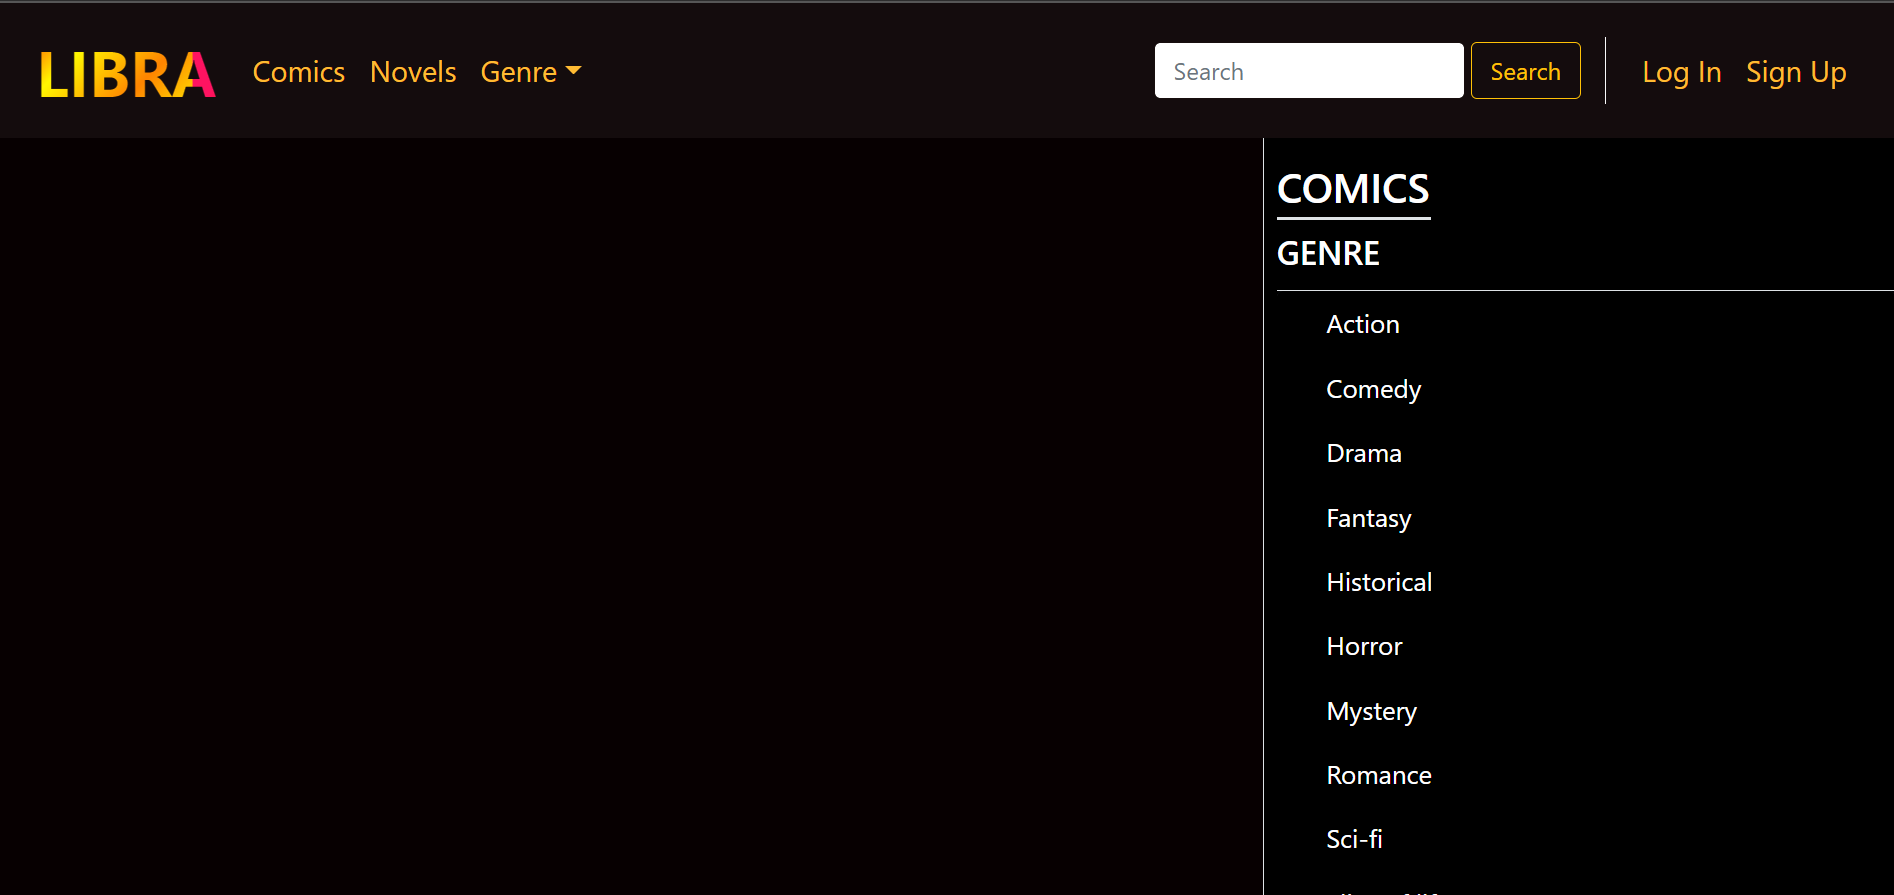 LIBRA Comics Novels Genre Search Search Log In Sign Up
COMICS
GENRE
Action
Comedy
Drama
Fantasy
Historical
Horror
Mystery
Romance
Sci-fi